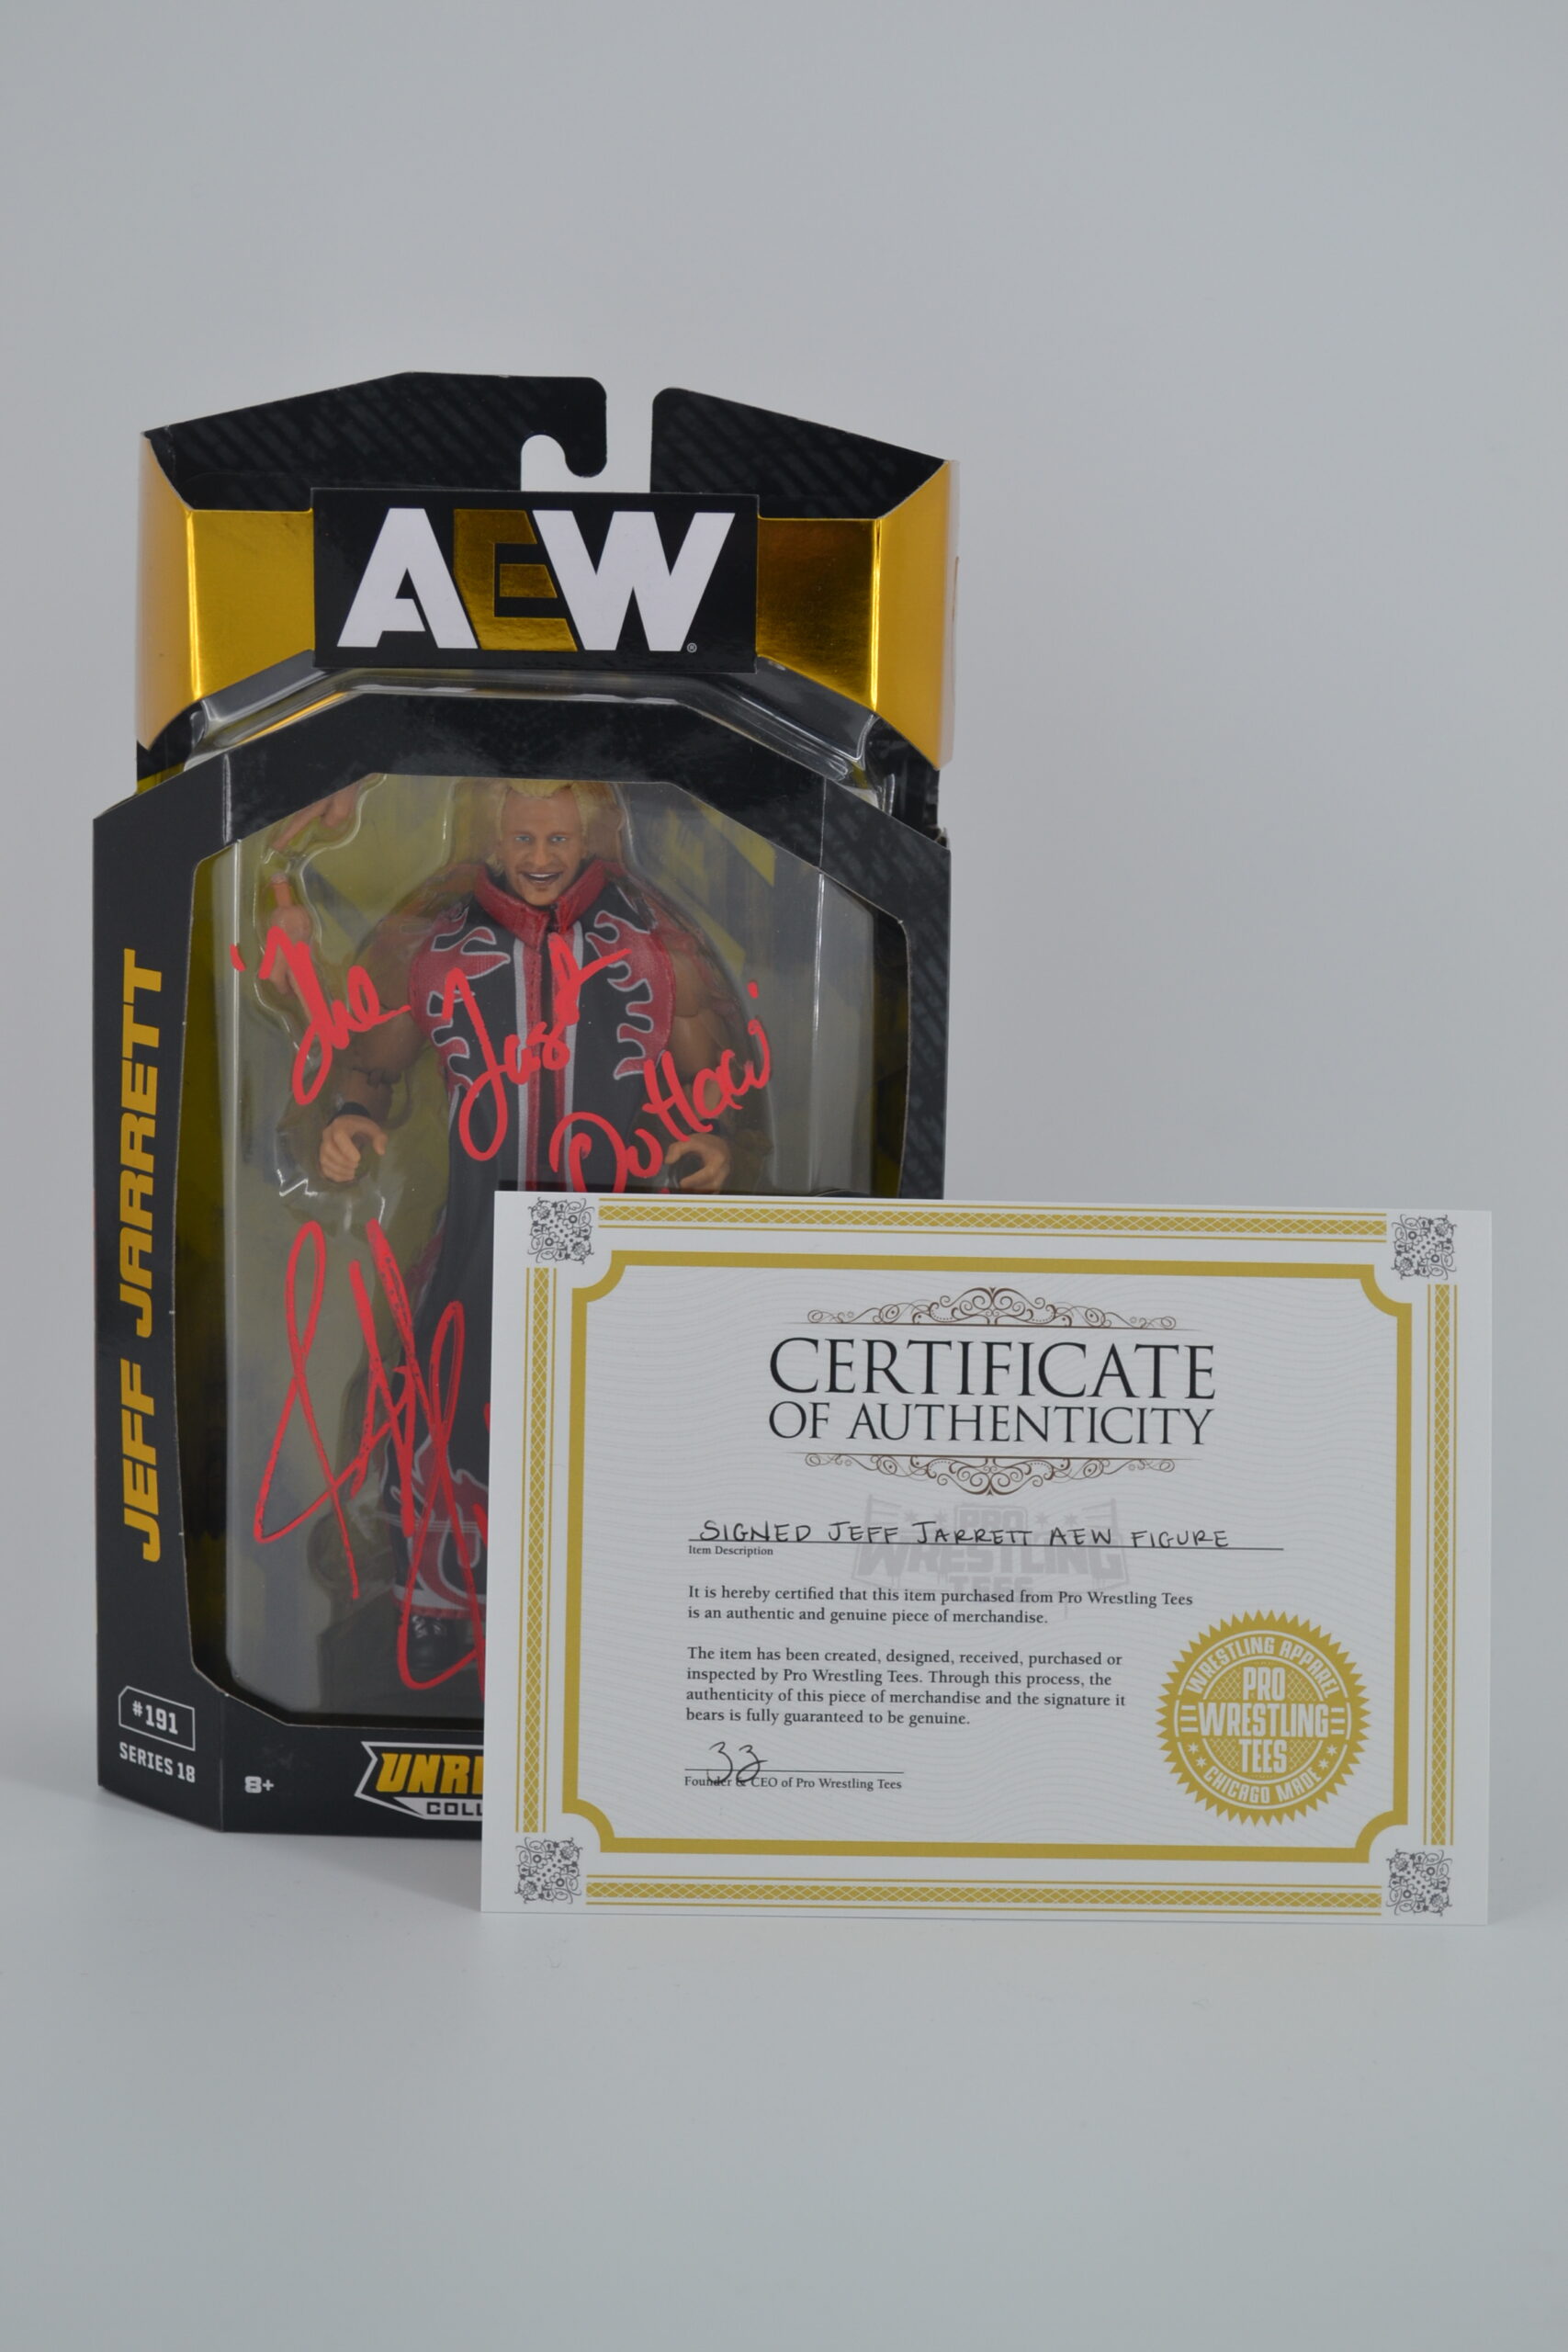 AEW®
JEFF JARRETT
"The Last
Outlaw"
#191
SERIES 18
8+
UNR
COLL
CERTIFICATE
OF AUTHENTICITY
SIGNED JEFF JARRETT AEW FIGURE
Item Description
PRO
WRESTLING
TEES
It is hereby certified that this item purchased from Pro Wrestling Tees
is an authentic and genuine piece of merchandise.
The item has been created, designed, received, purchased or
inspected by Pro Wrestling Tees. Through this process, the
authenticity of this piece of merchandise and the signature it
bears is fully guaranteed to be genuine.
Founder & CEO of Pro Wrestling Tees
WRESTLING APPAREL
PRO
WRESTLING
TEES
CHICAGO MADE